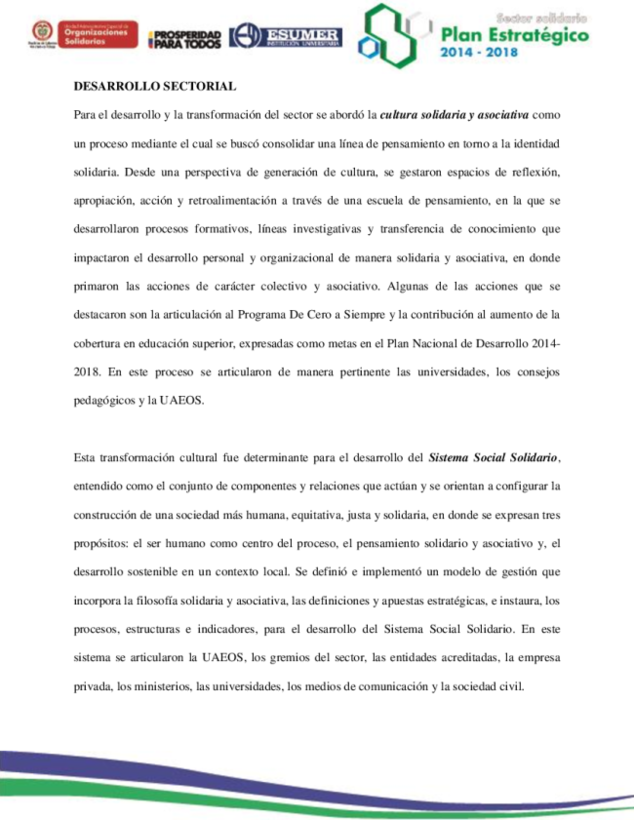 Unidad Administrativa Especial de
Organizaciones
Solidarias
PROSPERIDAD
PARA TODOS
ESUMER
INSTITUCIÓN UNIVERSITARIA
Sector solidario
Plan Estratégico
2014 - 2018
DESARROLLO SECTORIAL
Para el desarrollo y la transformación del sector se abordó la cultura solidaria y asociativa como
un proceso mediante el cual se buscó consolidar una línea de pensamiento en torno a la identidad
solidaria. Desde una perspectiva de generación de cultura, se gestaron espacios de reflexión,
apropiación, acción y retroalimentación a través de una escuela de pensamiento, en la que se
desarrollaron procesos formativos, líneas investigativas y transferencia de conocimiento que
impactaron el desarrollo personal y organizacional de manera solidaria y asociativa, en donde
primaron las acciones de carácter colectivo y asociativo. Algunas de las acciones que se
destacaron son la articulación al Programa De Cero a Siempre y la contribución al aumento de la
cobertura en educación superior, expresadas como metas en el Plan Nacional de Desarrollo 2014-
2018. En este proceso se articularon de manera pertinente las universidades, los consejos
pedagógicos y la UAEOS.
Esta transformación cultural fue determinante para el desarrollo del Sistema Social Solidario,
entendido como el conjunto de componentes y relaciones que actúan y se orientan a configurar la
construcción de una sociedad más humana, equitativa, justa y solidaria, en donde se expresan tres
propósitos: el ser humano como centro del proceso, el pensamiento solidario y asociativo y, el
desarrollo sostenible en un contexto local. Se definió e implementó un modelo de gestión que
incorpora la filosofía solidaria y asociativa, las definiciones y apuestas estratégicas, e instaura, los
procesos, estructuras e indicadores, para el desarrollo del Sistema Social Solidario. En este
sistema se articularon la UAEOS, los gremios del sector, las entidades acreditadas, la empresa
privada, los ministerios, las universidades, los medios de comunicación y la sociedad civil.